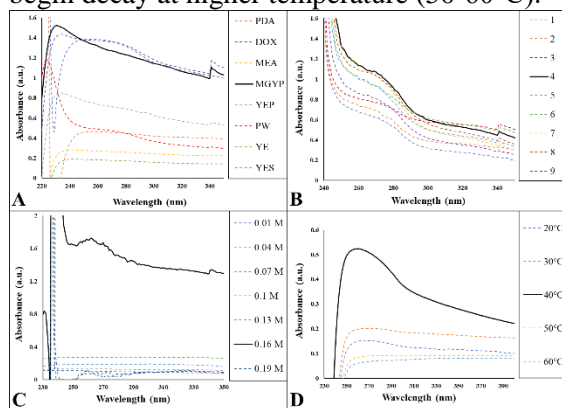 begin decay at higher temperature (50-60°C).
Absorbance (a.u.)
1.6
1.4
1.2
1
0.8
0.6
0.4
0.2
0
220 240 260 280 300 320 340
Wavelength (nm)
A
PDA
DOX
MEA
MGYP
YEP
PW
YE
YES
Absorbance (a.u.)
1.6
1.4
1.2
1
0.8
0.6
0.4
0.2
0
240 260 280 300 320 340
Wavelength (nm)
B
1
2
3
4
5
6
7
8
9
Absorbance (a.u.)
2
1.6
1.2
0.8
0.4
0
230 250 270 290 310 330 350
Wavelength (nm)
C
0.01 M
0.04 M
0.07 M
0.1 M
0.13 M
0.16 M
0.19 M
Absorbance (a.u.)
0.6
0.5
0.4
0.3
0.2
0.1
0
230 250 270 290 310 330 350 370 390
Wavelength (nm)
D
20°C
30°C
40°C
50°C
60°C